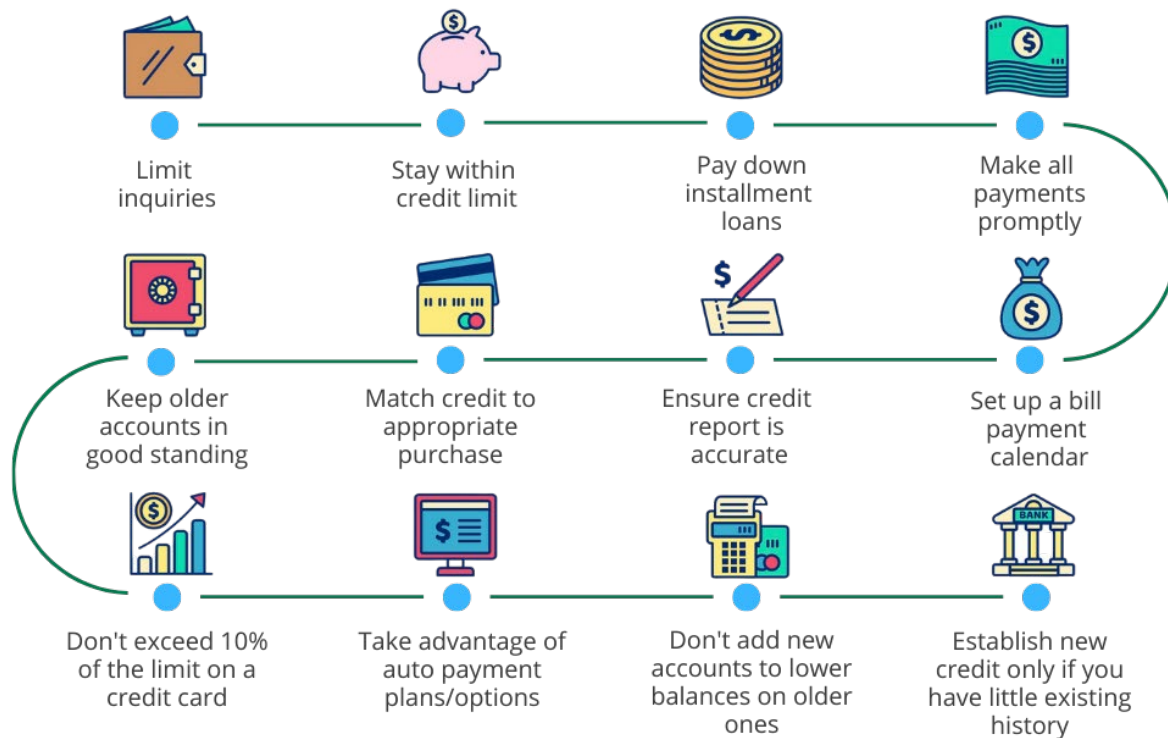 Limit
inquiries
Stay within
credit limit
Pay down
installment
loans
Make all
payments
promptly
Keep older
accounts in
good standing
Match credit to
appropriate
purchase
$
Ensure credit
report is
accurate
$
Set up a bill
payment
calendar
$
Don't exceed 10%
of the limit on a
credit card
$
Take advantage of
auto payment
plans/options
Don't add new
accounts to lower
balances on older
ones
BANK
Establish new
credit only if you
have little existing
history